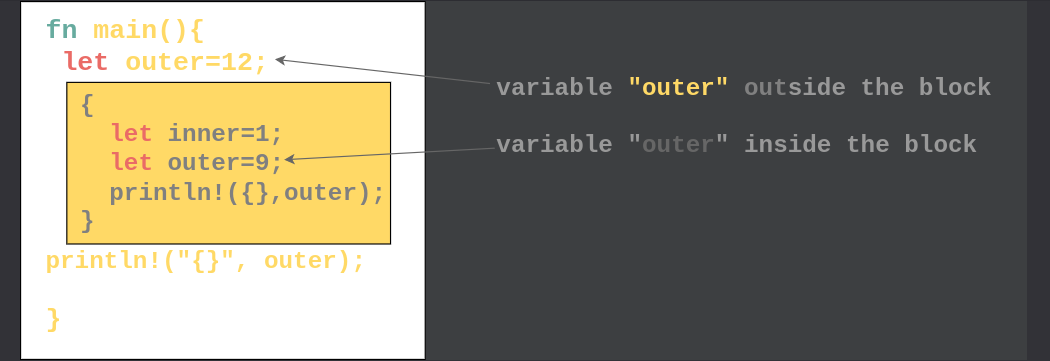 fn main(){
let outer=12;
{
let inner=1;
let outer=9;
println!({},outer);
}
println!("{}", outer);
}
variable "outer" outside the block
variable "outer" inside the block